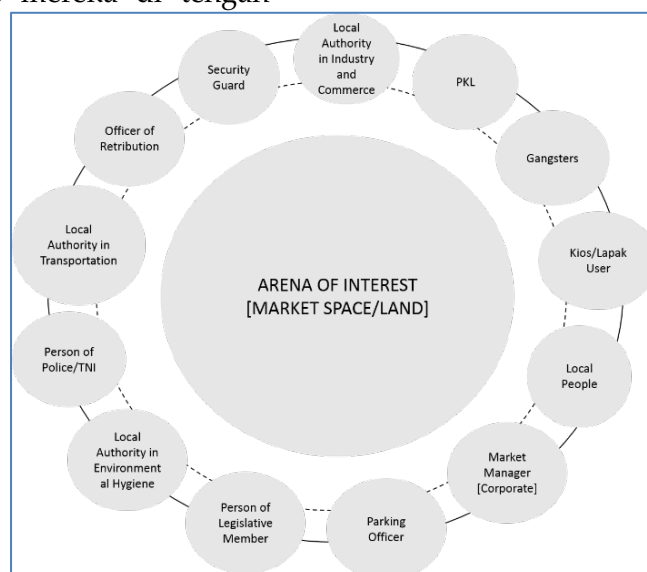 mereka di tengah
Local
Authority
in Industry
and
Commerce
PKL
Gangsters
Kios/Lapak
User
Local
People
Market
Manager
[Corporate]
Parking
Officer
Person of
Legislative
Member
Local
Authority in
Environment
al Hygiene
Person of
Police/TNI
Local
Authority in
Transportation
Officer of
Retribution
Security
Guard
ARENA OF INTEREST
[MARKET SPACE/LAND]